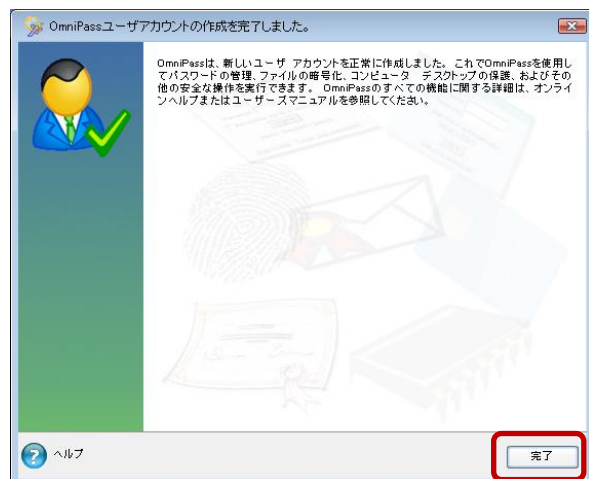 OmniPassユーザアカウントの作成を完了しました。
OmniPassは、新しいユーザ アカウントを正常に作成しました。 これでOmniPassを使用し
てパスワードの管理、ファイルの暗号化、コンピュータ デスクトップの保護、およびその
他の安全な操作を実行できます。 OmniPassのすべての機能に関する詳細は、オンライ
ンヘルプまたはユーザーズマニュアルを参照してください。
ヘルプ
完了